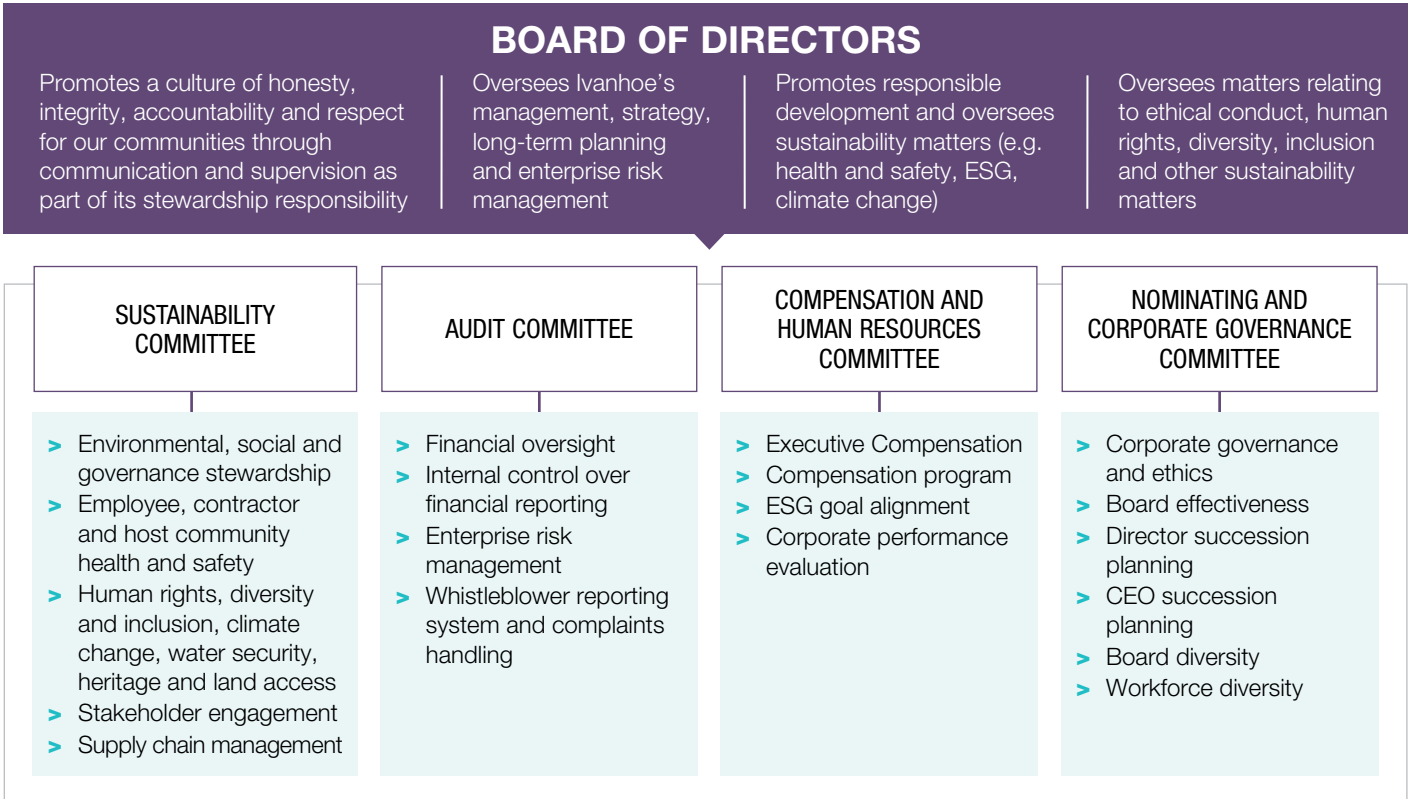 BOARD OF DIRECTORS
Promotes a culture of honesty,
integrity, accountability and respect
for our communities through
communication and supervision as
part of its stewardship responsibility
Oversees Ivanhoe’s
management, strategy,
long-term planning
and enterprise risk
management
Promotes responsible
development and oversees
sustainability matters (e.g.
health and safety, ESG,
climate change)
Oversees matters relating
to ethical conduct, human
rights, diversity, inclusion
and other sustainability
matters
SUSTAINABILITY
COMMITTEE
> Environmental, social and
governance stewardship
> Employee, contractor
and host community
health and safety
> Human rights, diversity
and inclusion, climate
change, water security,
heritage and land access
> Stakeholder engagement
> Supply chain management
AUDIT COMMITTEE
> Financial oversight
> Internal control over
financial reporting
> Enterprise risk
management
> Whistleblower reporting
system and complaints
handling
COMPENSATION AND
HUMAN RESOURCES
COMMITTEE
> Executive Compensation
> Compensation program
> ESG goal alignment
> Corporate performance
evaluation
NOMINATING AND
CORPORATE GOVERNANCE
COMMITTEE
> Corporate governance
and ethics
> Board effectiveness
> Director succession
planning
> CEO succession
planning
> Board diversity
> Workforce diversity